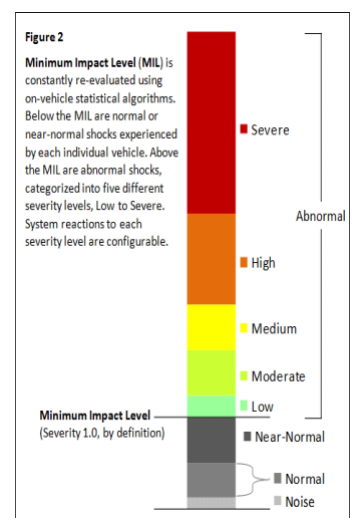 Figure 2
Minimum Impact Level (MIL) is
constantly re-evaluated using
on-vehicle statistical algorithms.
Below the MIL are normal or
near-normal shocks experienced
by each individual vehicle. Above
the MIL are abnormal shocks,
categorized into five different
severity levels, Low to Severe.
System reactions to each
severity level are configurable.
Severe
Abnormal
High
Medium
Moderate
Low
Minimum Impact Level
(Severity 1.0, by definition)
Near-Normal
Normal
Noise